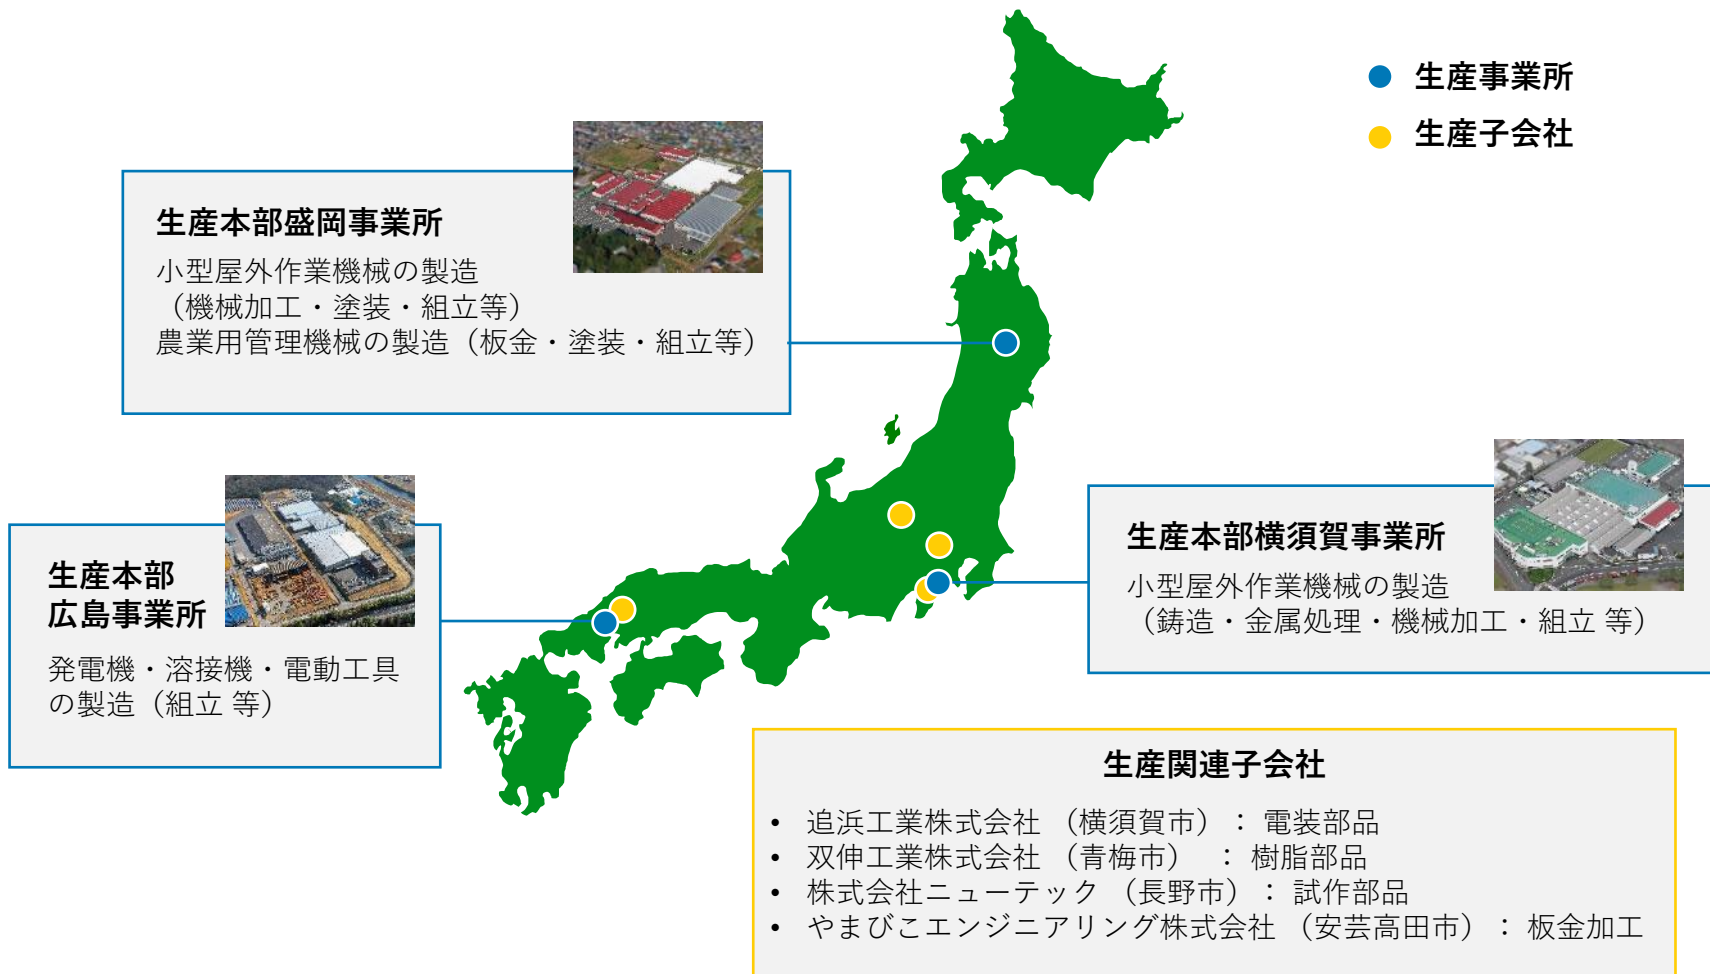 生産事業所
生産子会社
生産本部盛岡事業所
小型屋外作業機械の製造
（機械加工・塗装・組立等）
農業用管理機械の製造（板金・塗装・組立等）
生産本部
広島事業所
発電機・溶接機・電動工具
の製造（組立 等）
生産本部横須賀事業所
小型屋外作業機械の製造
（鋳造・金属処理・機械加工・組立 等）
生産関連子会社
• 追浜工業株式会社 （横須賀市）： 電装部品
• 双伸工業株式会社 （青梅市） ： 樹脂部品
• 株式会社ニューテック （長野市）： 試作部品
• やまびこエンジニアリング株式会社 （安芸高田市）： 板金加工